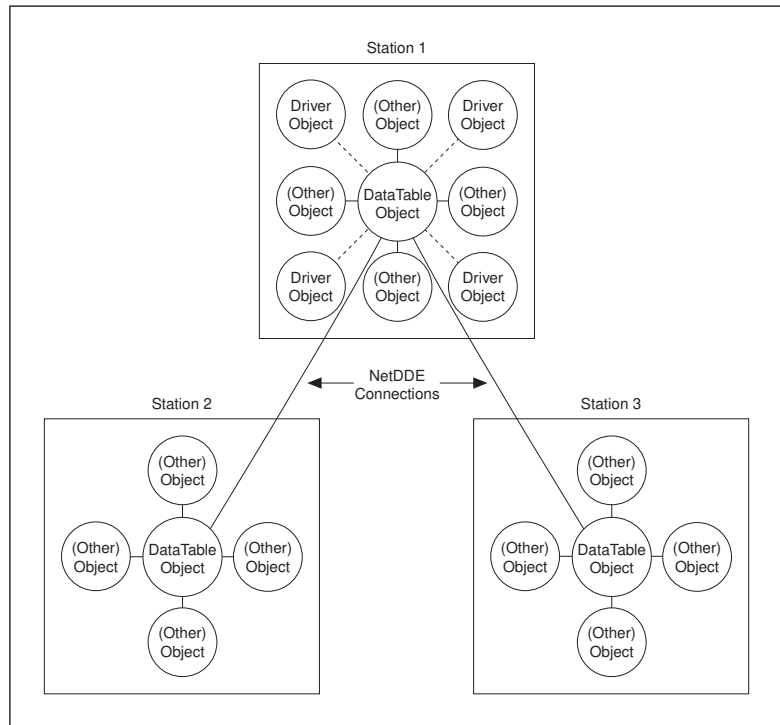 Station 1
Driver
Object
(Other)
Object
Driver
Object
(Other)
Object
DataTable
Object
(Other)
Object
Driver
Object
(Other)
Object
Driver
Object
NetDDE
Connections
Station 2
(Other)
Object
(Other)
Object
DataTable
Object
(Other)
Object
(Other)
Object
Station 3
(Other)
Object
(Other)
Object
DataTable
Object
(Other)
Object
(Other)
Object